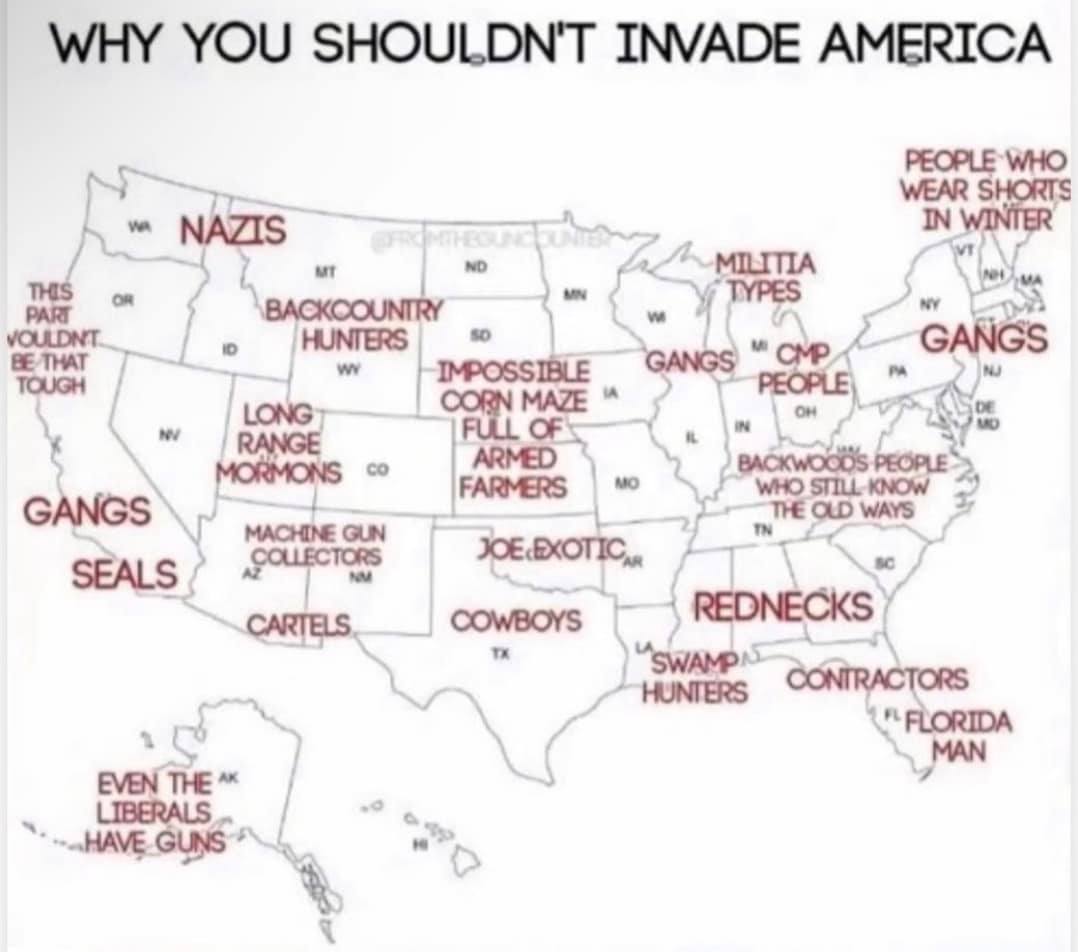 WHY YOU SHOULDN'T INVADE AMERICA
PEOPLE WHO
WEAR SHORTS
IN WINTER
WA
NAZIS
@FROMTHEGUNCOUNTER
VT
MT
ND
MILITIA
TYPES
NH
MA
THIS
PART
WOULDN'T
BE THAT
TOUGH
OR
MN
NY
BACKCOUNTRY
HUNTERS
ID
SD
WI
MI
CT
GANGS
CMP
PEOPLE
GANGS
WY
IMPOSSIBLE
CORN MAZE
FULL OF
ARMED
FARMERS
IA
PA
NJ
OH
DE
MD
LONG
RANGE
MORMONS
NV
CO
IL
IN
MO
BACKWOODS PEOPLE
WHO STILL KNOW
THE OLD WAYS
GANGS
TN
MACHINE GUN
COLLECTORS
AZ
NM
JOE EXOTIC
AR
SC
SEALS
CARTELS
COWBOYS
REDNECKS
TX
LA
SWAMP
HUNTERS
CONTRACTORS
FL
FLORIDA
MAN
EVEN THE
LIBERALS
HAVE GUNS
AK
HI